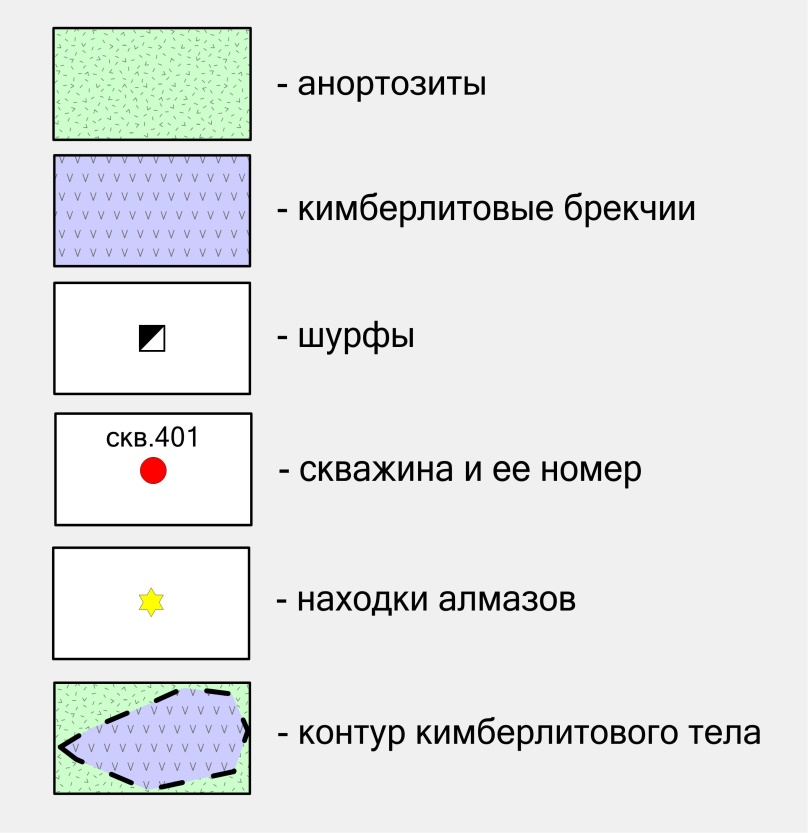 - анортозиты
- кимберлитовые брекчии
- шурфы
скв.401
- скважина и ее номер
- находки алмазов
- контур кимберлитового тела